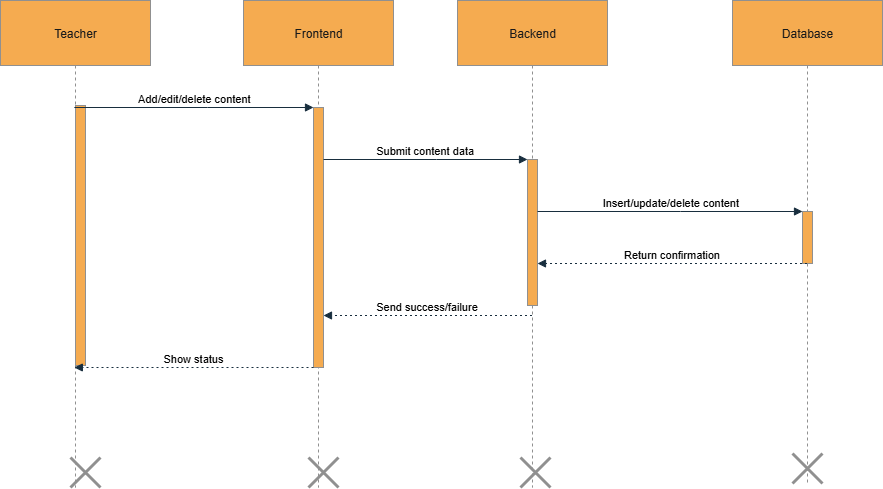 Teacher
Frontend
Backend
Database
Add/edit/delete content
Submit content data
Insert/update/delete content
Return confirmation
Send success/failure
Show status